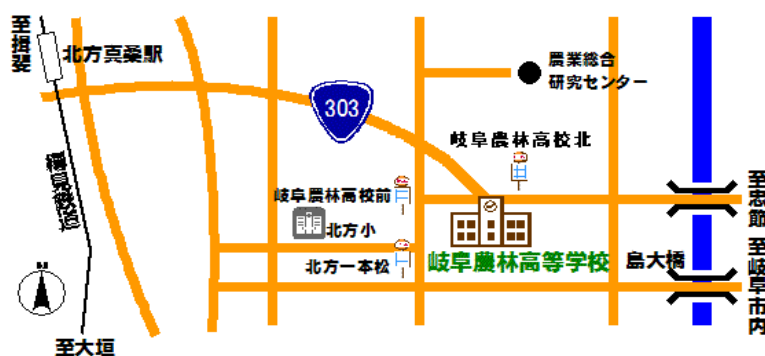 至揖斐
北方真桑駅
303
農業総合
研究センター
岐阜農林高校北
岐阜農林高校前
至忠節
北方小
岐阜農林高等学校
島大橋
北方一本松
至岐阜市内
N
至大垣